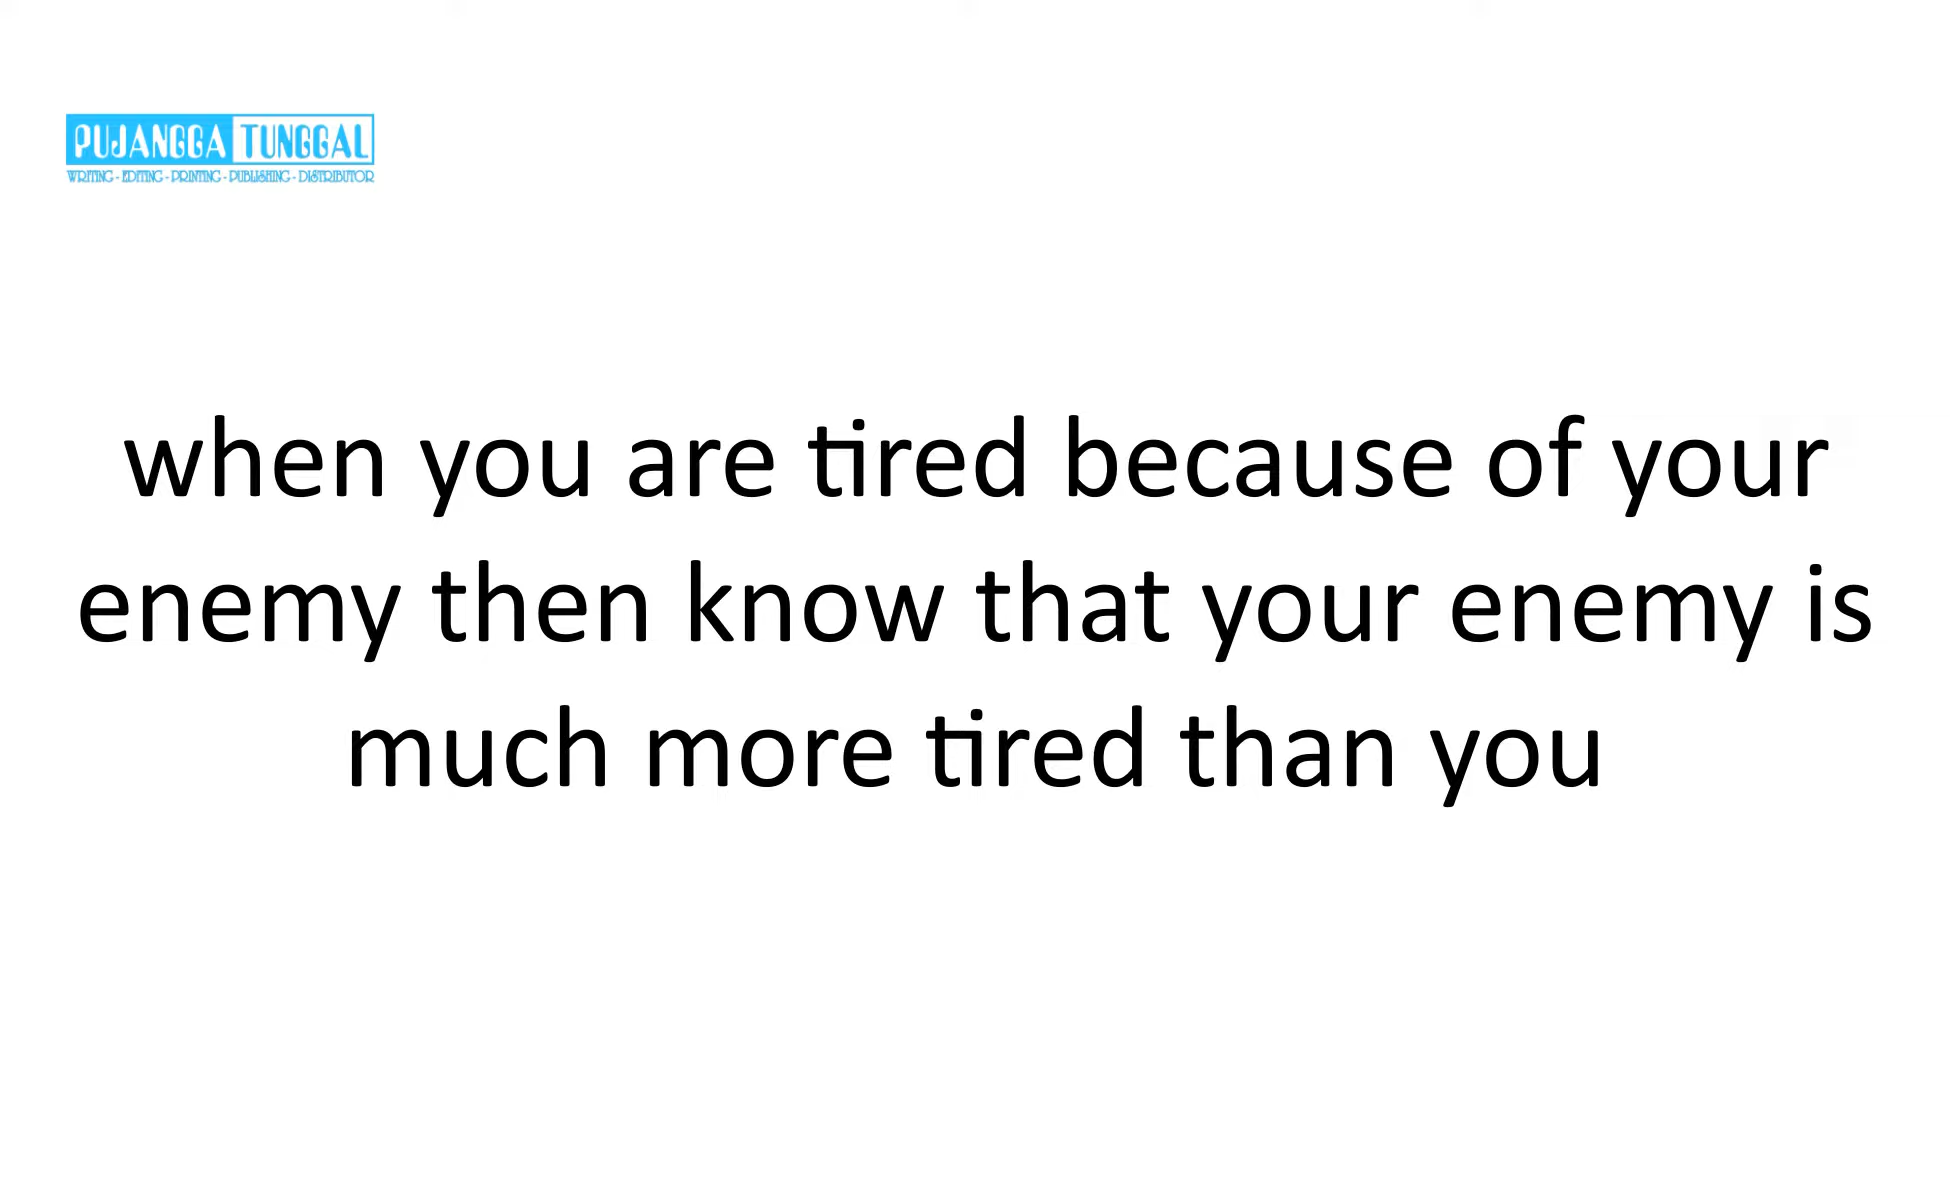 PUJANGGA TUNGGAL
WRITING - EDITING - PRINTING - PUBLISHING - DISTRIBUTOR
when you are tired because of your
enemy then know that your enemy is
much more tired than you